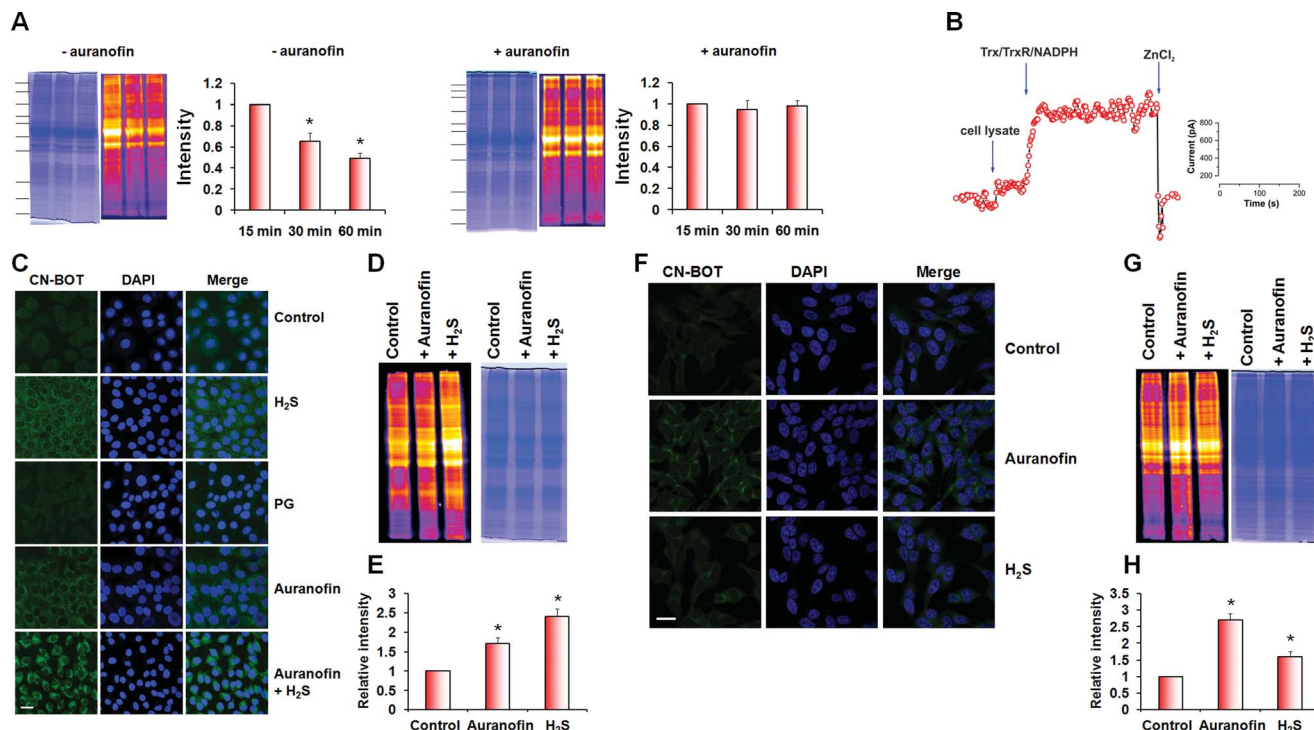 A
- auranofin
- auranofin
Intensity
1.2
1
0.8
0.6
0.4
0.2
0
*
*
15 min 30 min 60 min
+ auranofin
+ auranofin
Intensity
1.2
1
0.8
0.6
0.4
0.2
0
15 min 30 min 60 min
B
Trx/TrxR/NADPH
ZnCl₂
cell lysate
Current (pA)
800
600
400
200
0 100 200
Time (s)
C
CN-BOT DAPI Merge
Control
H₂S
PG
Auranofin
Auranofin
+ H₂S
D
Control
+ Auranofin
+ H₂S
Control
+ Auranofin
+ H₂S
E
Relative intensity
3
2.5
2
1.5
1
0.5
0
*
*
Control Auranofin H₂S
F
CN-BOT DAPI Merge
Control
Auranofin
H₂S
G
Control
+ Auranofin
+ H₂S
Control
+ Auranofin
+ H₂S
H
Relative intensity
3.5
3
2.5
2
1.5
1
0.5
0
*
*
Control Auranofin H₂S